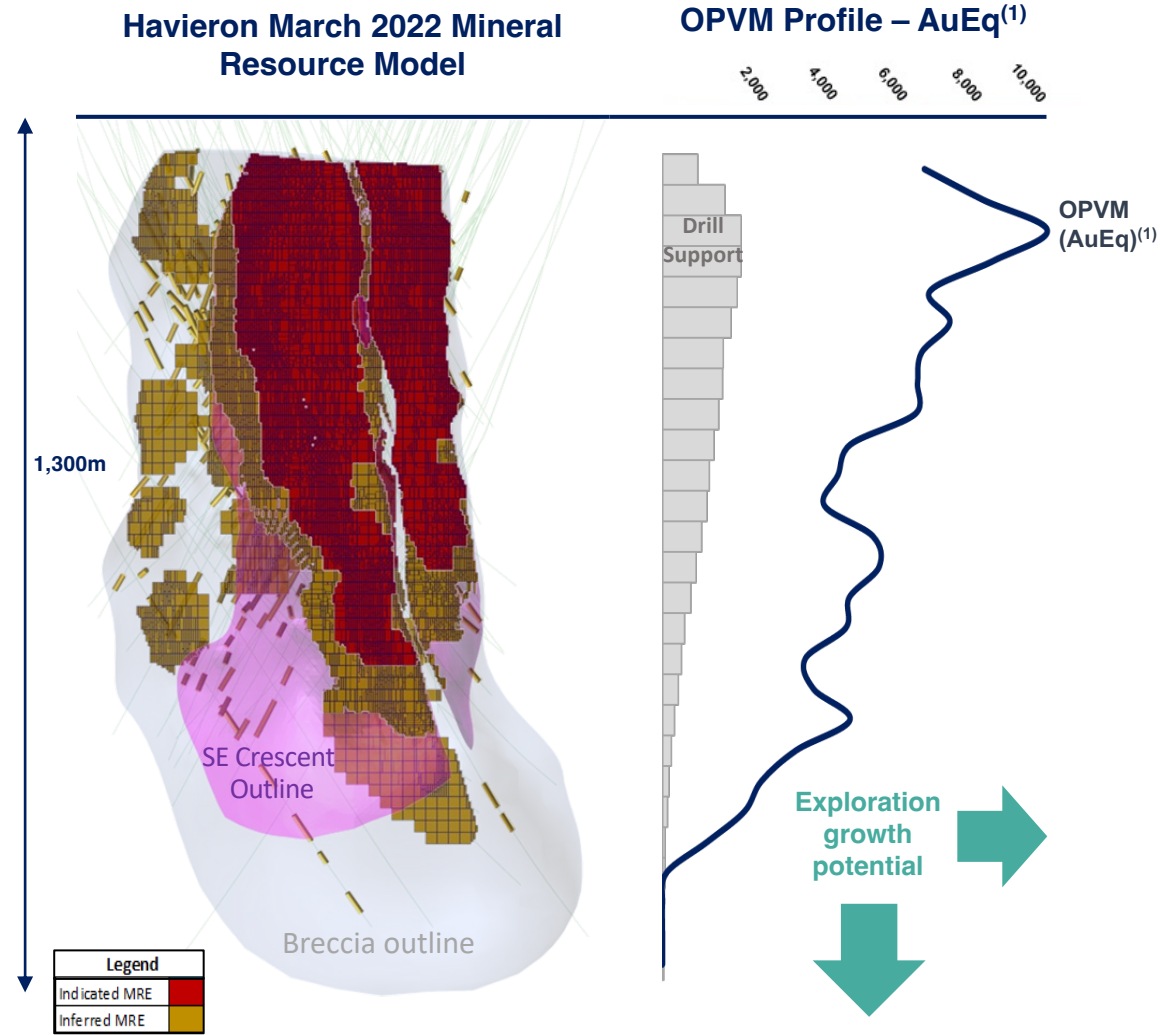 Havieron March 2022 Mineral
Resource Model
OPVM Profile – AuEq(1)
2,000
4,000
6,000
8,000
10,000
Drill
Support
OPVM
(AuEq)(1)
1,300m
SE Crescent
Outline
Exploration
growth
potential
Breccia outline
Legend
Indicated MRE
Inferred MRE